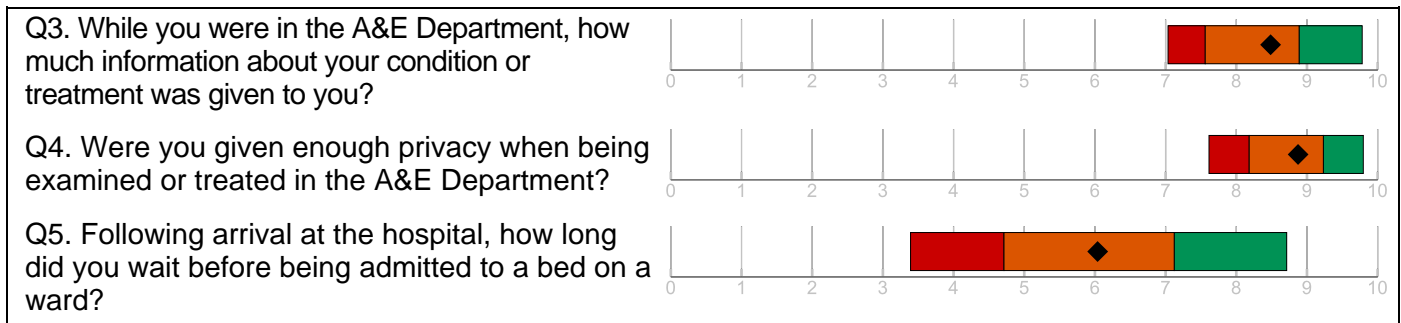 Q3. While you were in the A&E Department, how
much information about your condition or
treatment was given to you?
0 1 2 3 4 5 6 7 8 9 10
Q4. Were you given enough privacy when being
examined or treated in the A&E Department?
0 1 2 3 4 5 6 7 8 9 10
Q5. Following arrival at the hospital, how long
did you wait before being admitted to a bed on a
ward?
0 1 2 3 4 5 6 7 8 9 10